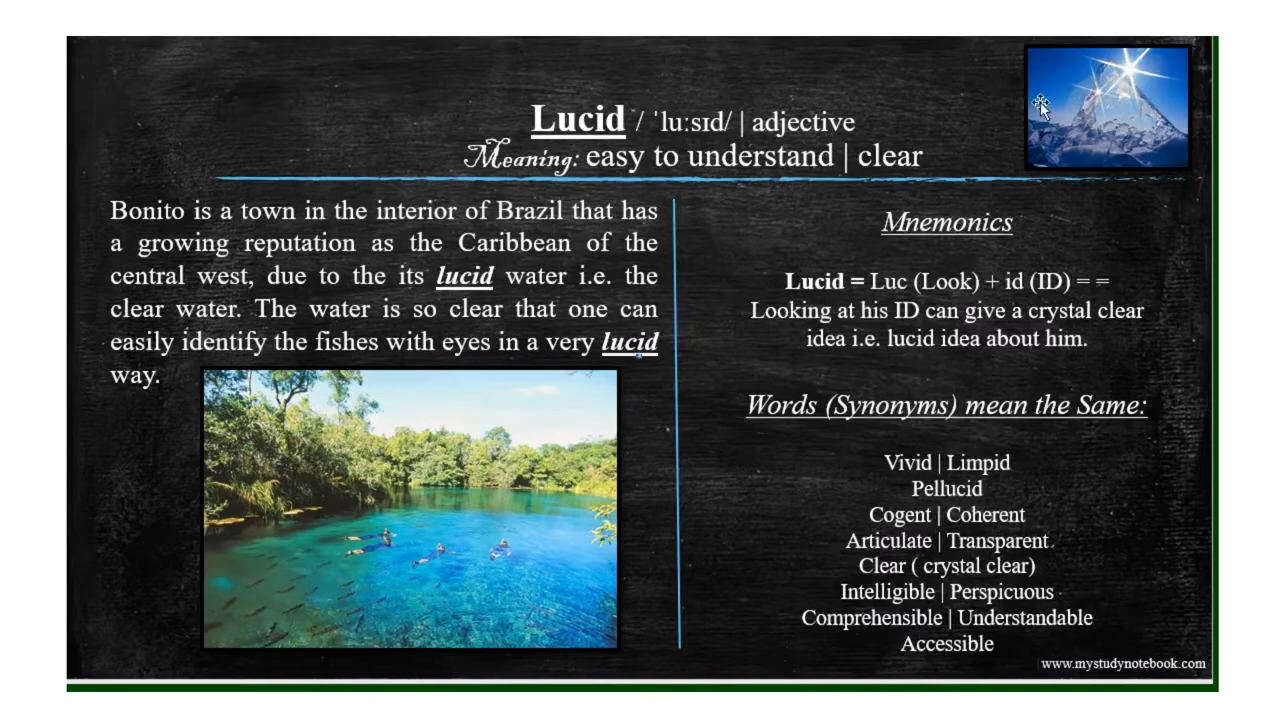 Lucid / ˈluːsɪd/ | adjective
Meaning: easy to understand | clear
Bonito is a town in the interior of Brazil that has
a growing reputation as the Caribbean of the
central west, due to the its lucid water i.e. the
clear water. The water is so clear that one can
easily identify the fishes with eyes in a very lucid
way.
Mnemonics
Lucid = Luc (Look) + id (ID) = =
Looking at his ID can give a crystal clear
idea i.e. lucid idea about him.
Words (Synonyms) mean the Same:
Vivid | Limpid
Pellucid
Cogent | Coherent
Articulate | Transparent
Clear ( crystal clear)
Intelligible | Perspicuous
Comprehensible | Understandable
Accessible
www.mystudynotebook.com